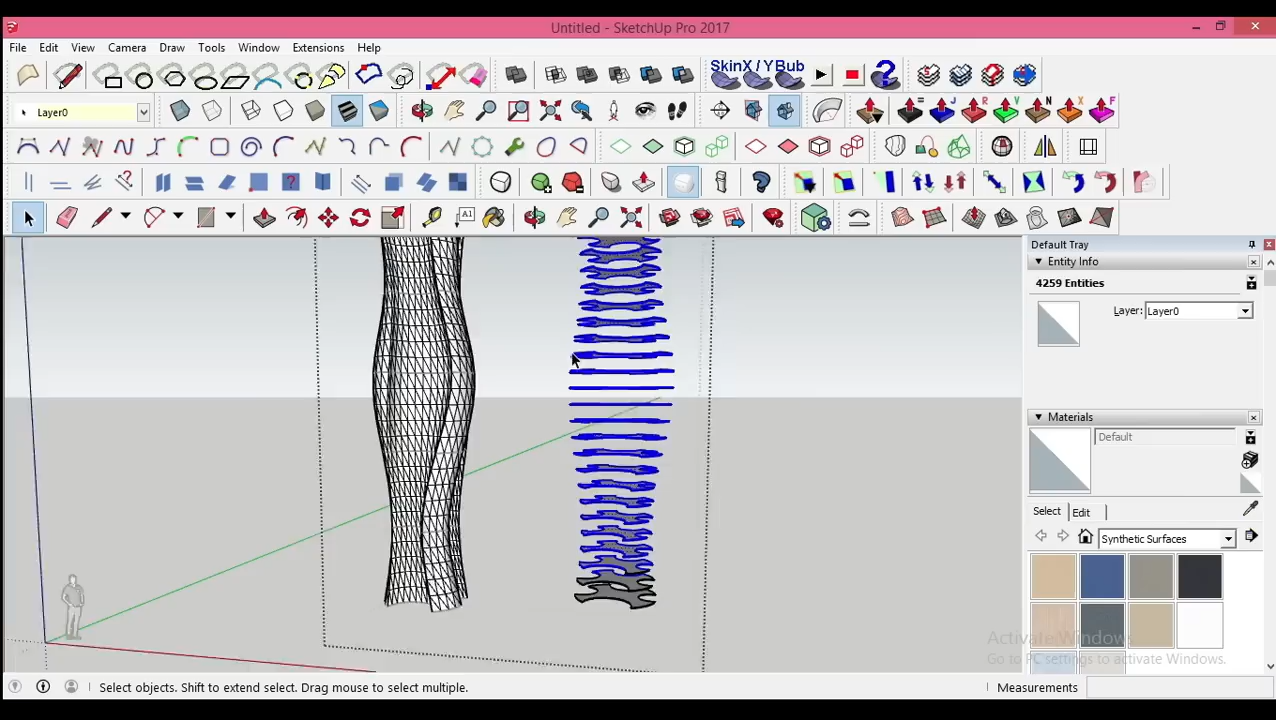 Untitled - SketchUp Pro 2017
File Edit View Camera Draw Tools Window Extensions Help
SkinX / YBub
Layer0
Default Tray
Entity Info
4259 Entities
Layer: Layer0
Materials
Default
Select Edit
Synthetic Surfaces
Activate Windows
Go to PC settings to activate Windows.
Select objects. Shift to extend select. Drag mouse to select multiple.
Measurements